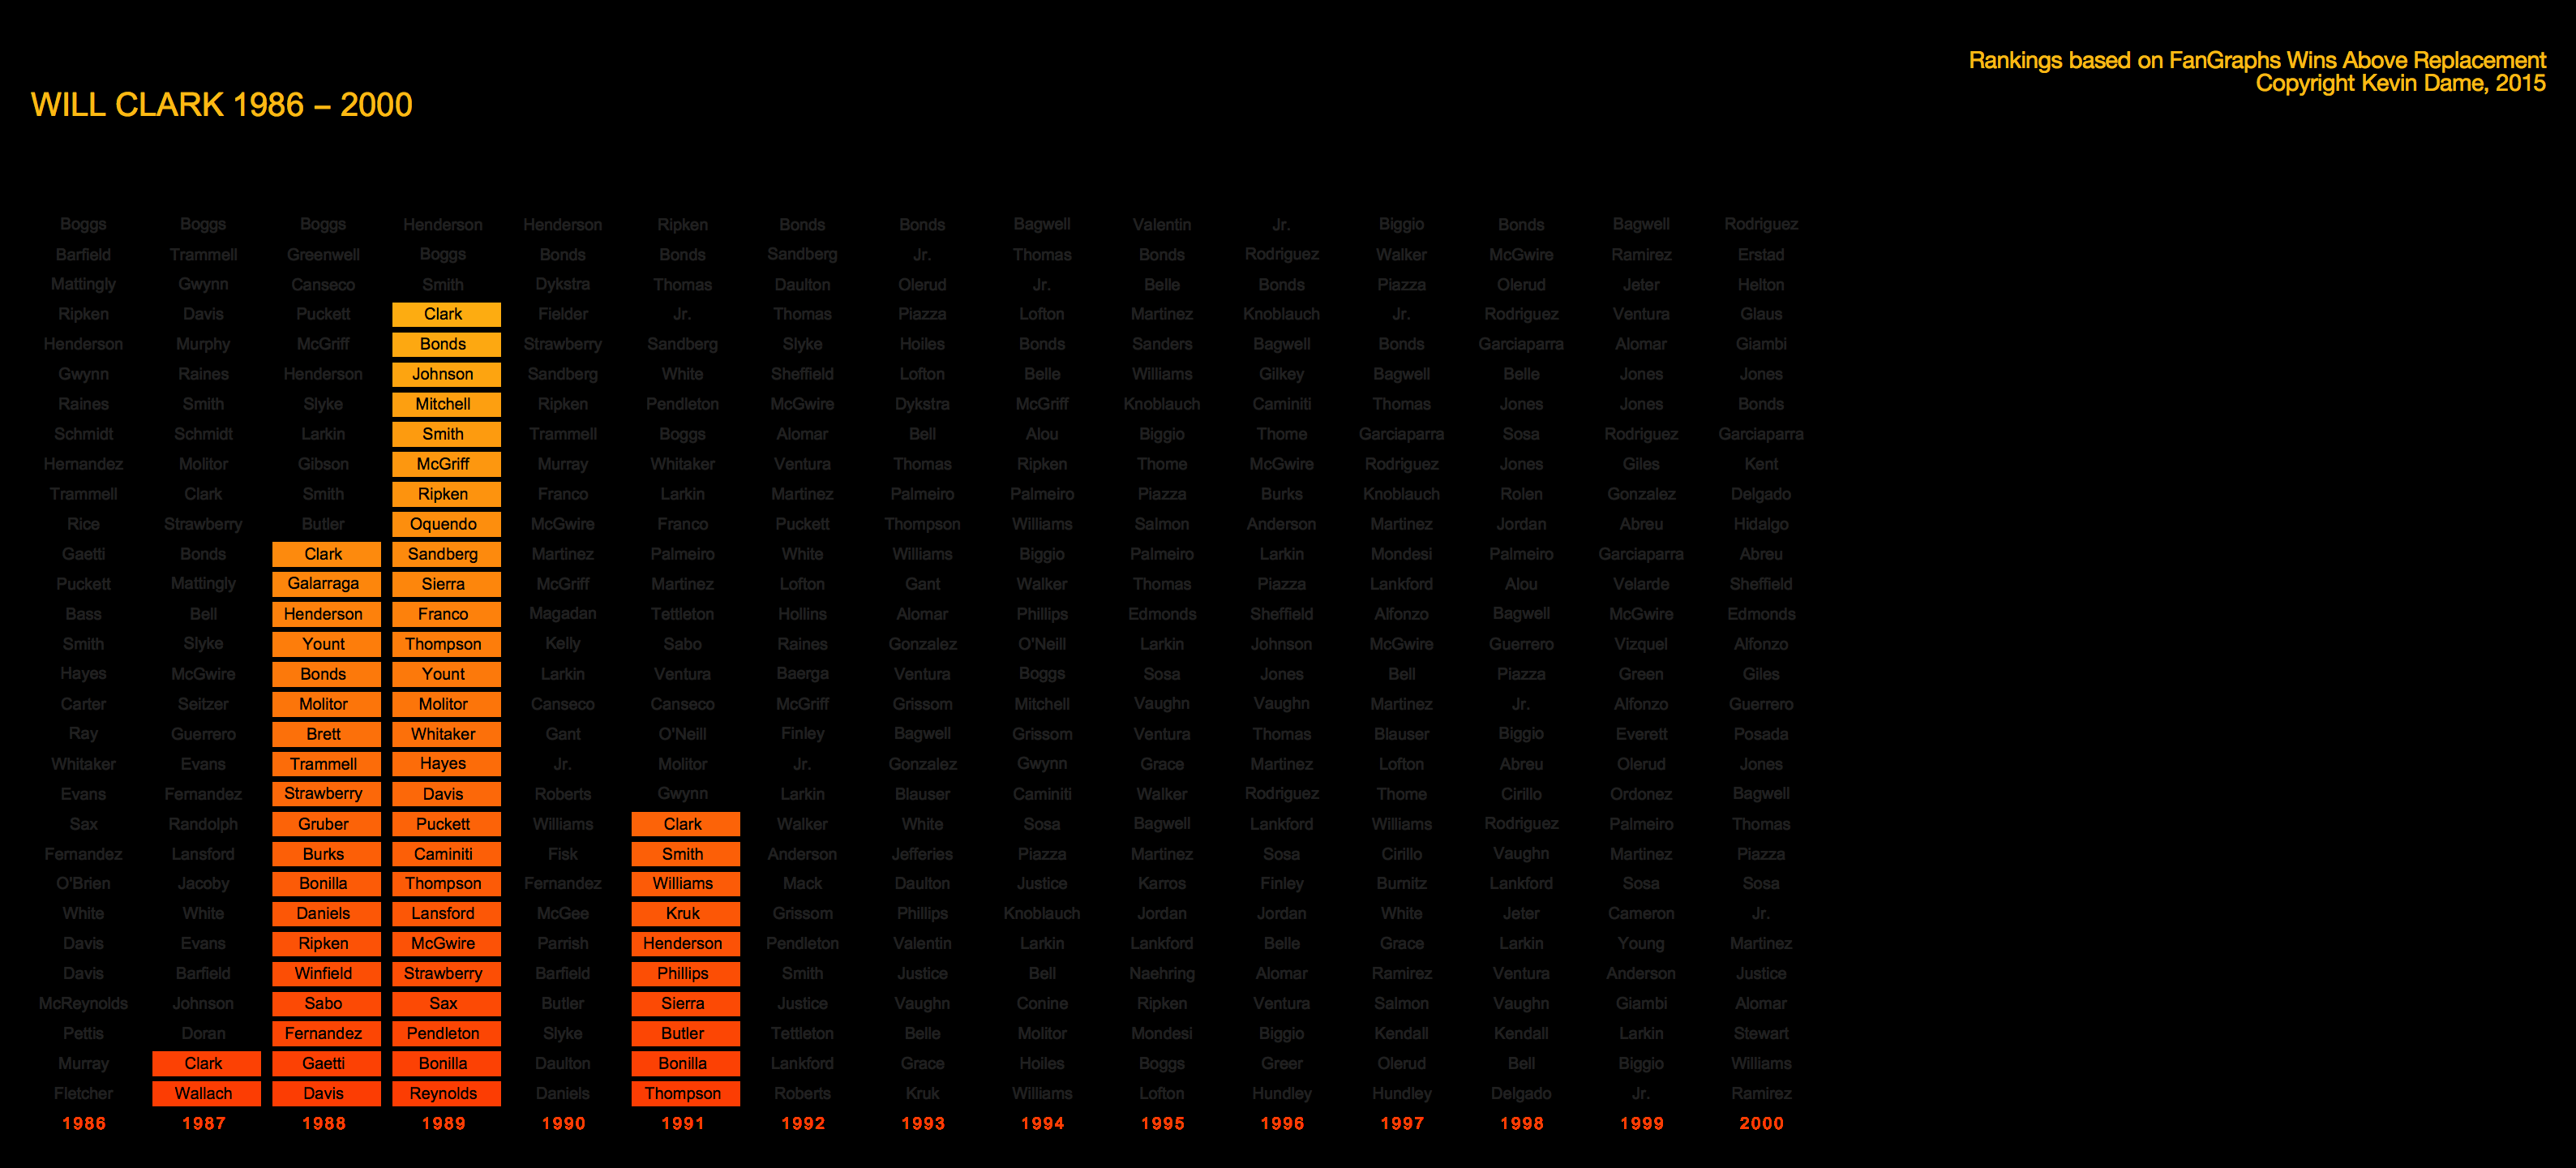 Rankings based on FanGraphs Wins Above Replacement
Copyright Kevin Dame, 2015
WILL CLARK 1986 – 2000
Boggs Boggs Boggs Henderson Henderson Ripken Bonds Bonds Bagwell Valentin Jr. Biggio Bonds Bagwell Rodriguez
Barfield Trammell Greenwell Boggs Bonds Bonds Sandberg Jr. Thomas Bonds Rodriguez Walker McGwire Ramirez Erstad
Mattingly Gwynn Canseco Smith Dykstra Thomas Daulton Olerud Jr. Belle Bonds Piazza Olerud Jeter Helton
Ripken Davis Puckett Clark Fielder Jr. Thomas Piazza Lofton Martinez Knoblauch Jr. Rodriguez Ventura Glaus
Henderson Murphy McGriff Bonds Strawberry Sandberg Slyke Hoiles Bonds Sanders Bagwell Bonds Garciaparra Alomar Giambi
Gwynn Raines Henderson Johnson Sandberg White Sheffield Lofton Belle Williams Gilkey Bagwell Belle Jones Jones
Raines Smith Slyke Mitchell Ripken Pendleton McGwire Dykstra McGriff Knoblauch Caminiti Thomas Jones Jones Bonds
Schmidt Schmidt Larkin Smith Trammell Boggs Alomar Bell Alou Biggio Thome Garciaparra Sosa Rodriguez Garciaparra
Hernandez Molitor Gibson McGriff Murray Whitaker Ventura Thomas Ripken Thome McGwire Rodriguez Jones Giles Kent
Trammell Clark Smith Ripken Franco Larkin Martinez Palmeiro Palmeiro Piazza Burks Knoblauch Rolen Gonzalez Delgado
Rice Strawberry Butler Oquendo McGwire Franco Puckett Thompson Williams Salmon Anderson Martinez Jordan Abreu Hidalgo
Gaetti Bonds Clark Sandberg Martinez Palmeiro White Williams Biggio Palmeiro Larkin Mondesi Palmeiro Garciaparra Abreu
Puckett Mattingly Galarraga Sierra McGriff Martinez Lofton Gant Walker Thomas Piazza Lankford Alou Velarde Sheffield
Bass Bell Henderson Franco Magadan Tettleton Hollins Alomar Phillips Edmonds Sheffield Alfonzo Bagwell McGwire Edmonds
Smith Slyke Yount Thompson Kelly Sabo Raines Gonzalez O'Neill Larkin Johnson McGwire Guerrero Vizquel Alfonzo
Hayes McGwire Bonds Yount Larkin Ventura Baerga Ventura Boggs Sosa Jones Bell Piazza Green Giles
Carter Seitzer Molitor Molitor Canseco Canseco McGriff Grissom Mitchell Vaughn Vaughn Martinez Jr. Alfonzo Guerrero
Ray Guerrero Brett Whitaker Gant O'Neill Finley Bagwell Grissom Ventura Thomas Blauser Biggio Everett Posada
Whitaker Evans Trammell Hayes Jr. Molitor Jr. Gonzalez Gwynn Grace Martinez Lofton Abreu Olerud Jones
Evans Fernandez Strawberry Davis Roberts Gwynn Larkin Blauser Caminiti Walker Rodriguez Thome Cirillo Ordonez Bagwell
Sax Randolph Gruber Puckett Williams Clark Walker White Sosa Bagwell Lankford Williams Rodriguez Palmeiro Thomas
Fernandez Lansford Burks Caminiti Fisk Smith Anderson Jefferies Piazza Martinez Sosa Cirillo Vaughn Martinez Piazza
O'Brien Jacoby Bonilla Thompson Fernandez Williams Mack Daulton Justice Karros Finley Burnitz Lankford Sosa Sosa
White White Daniels Lansford McGee Kruk Grissom Phillips Knoblauch Jordan Jordan White Jeter Cameron Jr.
Davis Evans Ripken McGwire Parrish Henderson Pendleton Valentin Larkin Lankford Belle Grace Larkin Young Martinez
Davis Barfield Winfield Strawberry Barfield Phillips Smith Justice Bell Naehring Alomar Ramirez Ventura Anderson Justice
McReynolds Johnson Sabo Sax Butler Sierra Justice Vaughn Conine Ripken Ventura Salmon Vaughn Giambi Alomar
Pettis Doran Fernandez Pendleton Slyke Butler Tettleton Belle Molitor Mondesi Biggio Kendall Kendall Larkin Stewart
Murray Clark Gaetti Bonilla Daulton Bonilla Lankford Grace Hoiles Boggs Greer Olerud Bell Biggio Williams
Fletcher Wallach Davis Reynolds Daniels Thompson Roberts Kruk Williams Lofton Hundley Hundley Delgado Jr. Ramirez
1986 1987 1988 1989 1990 1991 1992 1993 1994 1995 1996 1997 1998 1999 2000